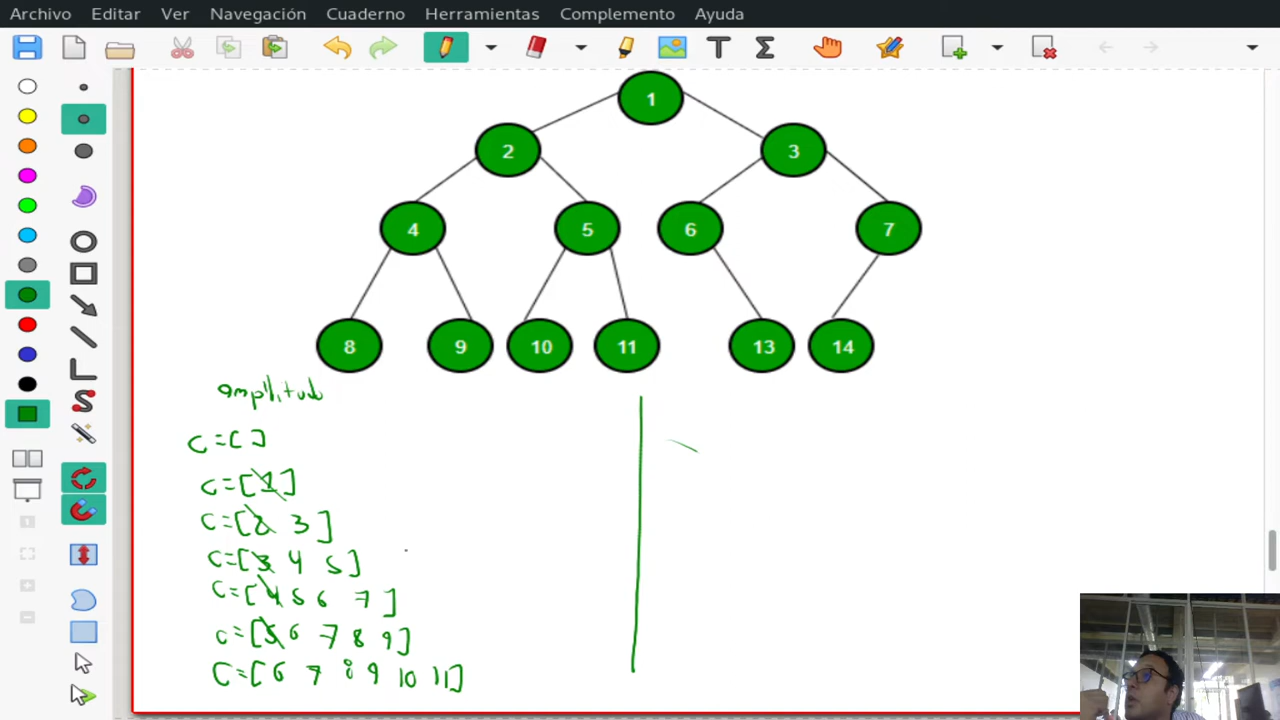 Archivo Editar Ver Navegación Cuaderno Herramientas Complemento Ayuda
1
2 3
4 5 6 7
8 9 10 11 13 14
amplitud
C=[ ]
C=[1]
C=[2 3]
C=[3 4 5]
C=[4 5 6 7]
C=[5 6 7 8 9]
C=[6 7 8 9 10 11]